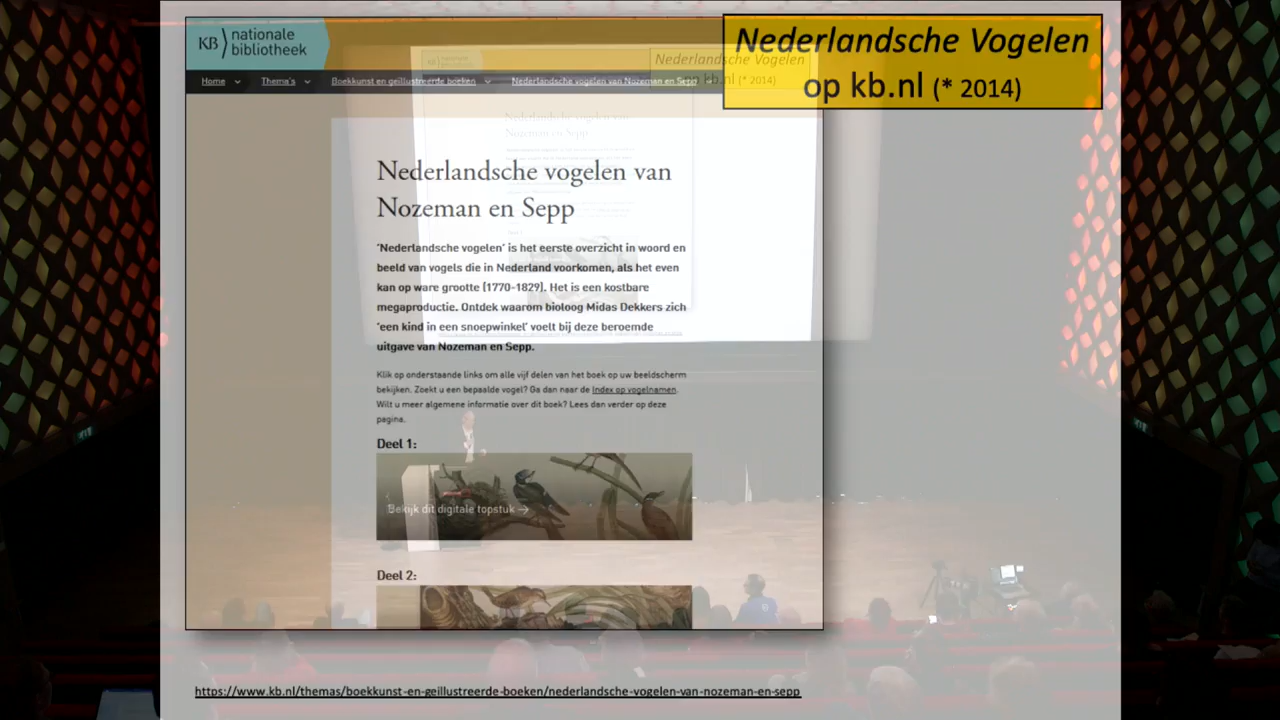 KB nationale
bibliotheek
Nederlandsche Vogelen
op kb.nl (* 2014)
Nederlandsche Vogelen
op kb.nl (* 2014)
Home Thema's Boekkunst en geïllustreerde boeken Nederlandsche vogelen van Nozeman en Sepp
Nederlandsche vogelen van
Nozeman en Sepp
'Nederlandsche vogelen' is het eerste overzicht in woord en
beeld van vogels die in Nederland voorkomen, als het even
kan op ware grootte (1770-1829). Het is een kostbare
megaproductie. Ontdek waarom bioloog Midas Dekkers zich
'een kind in een snoepwinkel' voelt bij deze beroemde
uitgave van Nozeman en Sepp.
Klik op onderstaande links om alle vijf delen van het boek op uw beeldscherm
bekijken. Zoekt u een bepaalde vogel? Ga dan naar de Index op vogelnamen.
Wilt u meer algemene informatie over dit boek? Lees dan verder op deze
pagina.
Deel 1:
Bekijk dit digitale topstuk →
Deel 2:
https://www.kb.nl/themas/boekkunst-en-geillustreerde-boeken/nederlandsche-vogelen-van-nozeman-en-sepp